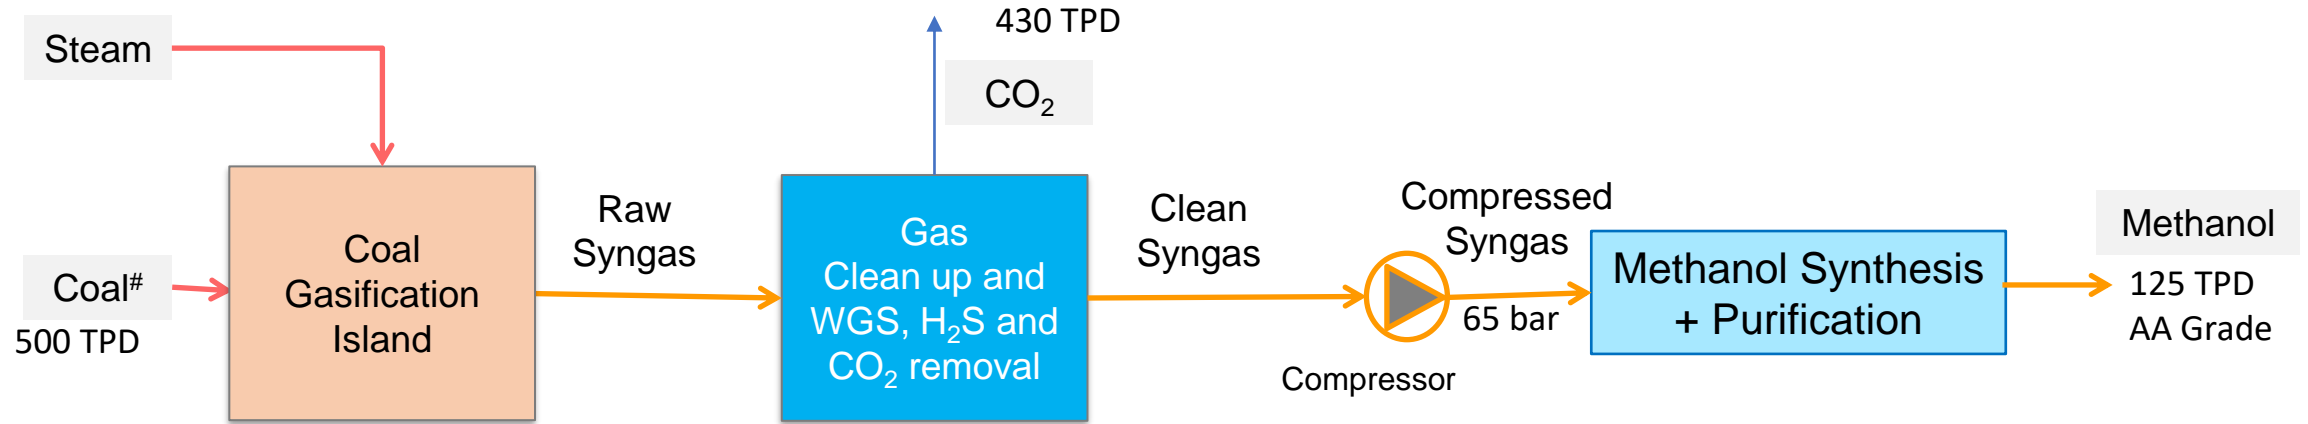 Steam
Coal#
500 TPD
Coal
Gasification
Island
Raw
Syngas
430 TPD
CO2
Gas
Clean up and
WGS, H2S and
CO2 removal
Clean
Syngas
Compressor
Compressed
Syngas
65 bar
Methanol Synthesis
+ Purification
Methanol
125 TPD
AA Grade